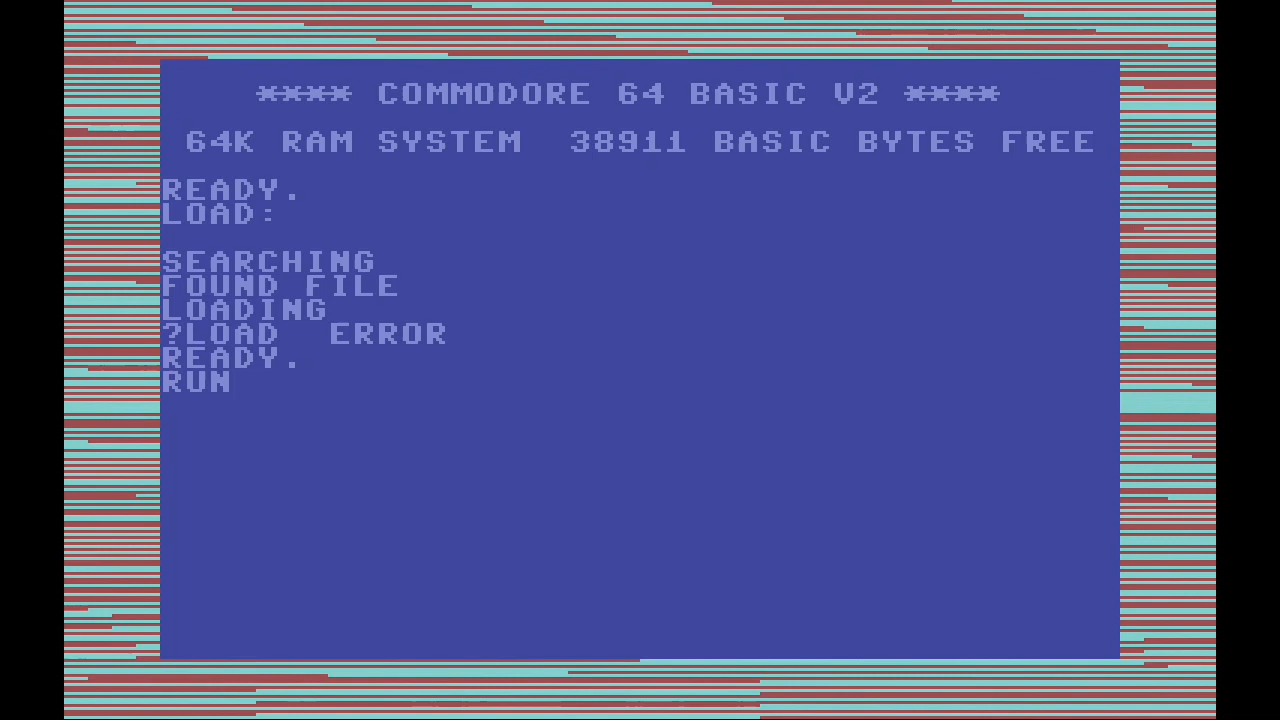 **** COMMODORE 64 BASIC V2 ****
64K RAM SYSTEM  38911 BASIC BYTES FREE
READY.
LOAD:
SEARCHING
FOUND FILE
LOADING
?LOAD  ERROR
READY.
RUN